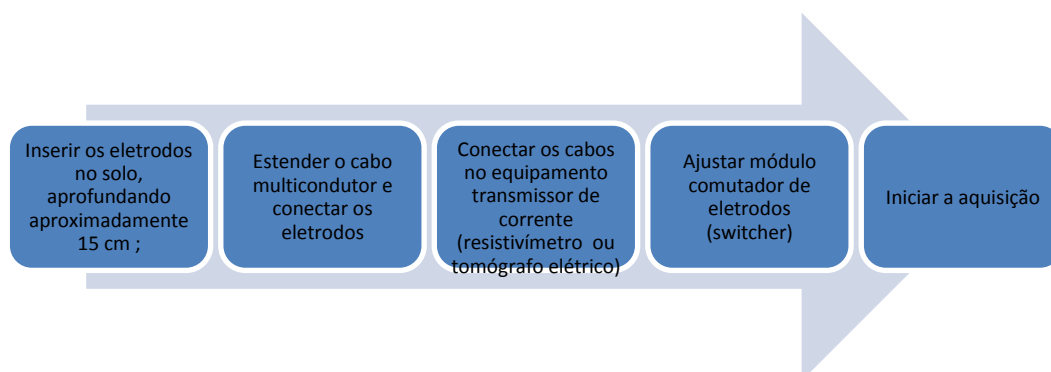 Inserir os eletrodos
no solo,
aprofundando
aproximadamente
15 cm ;
Estender o cabo
multicondutor e
conectar os
eletrodos
Conectar os cabos
no equipamento
transmissor de
corrente
(resistivímetro ou
tomógrafo elétrico)
Ajustar módulo
comutador de
eletrodos
(switcher)
Iniciar a aquisição